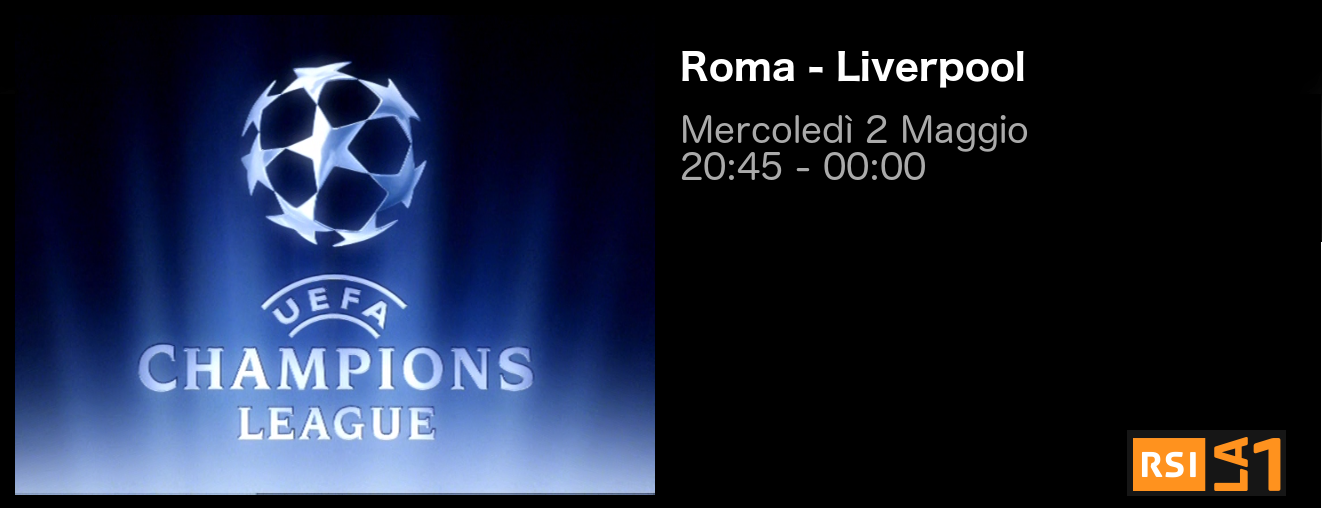 UEFA
CHAMPIONS
LEAGUE
Roma - Liverpool
Mercoledì 2 Maggio
20:45 - 00:00
RSI LA 1